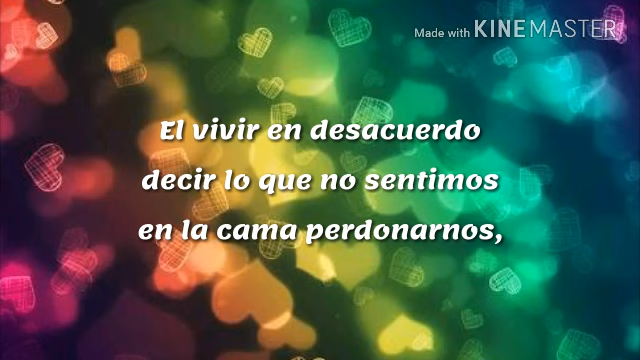 Made with KINEMASTER
El vivir en desacuerdo
decir lo que no sentimos
en la cama perdonarnos,